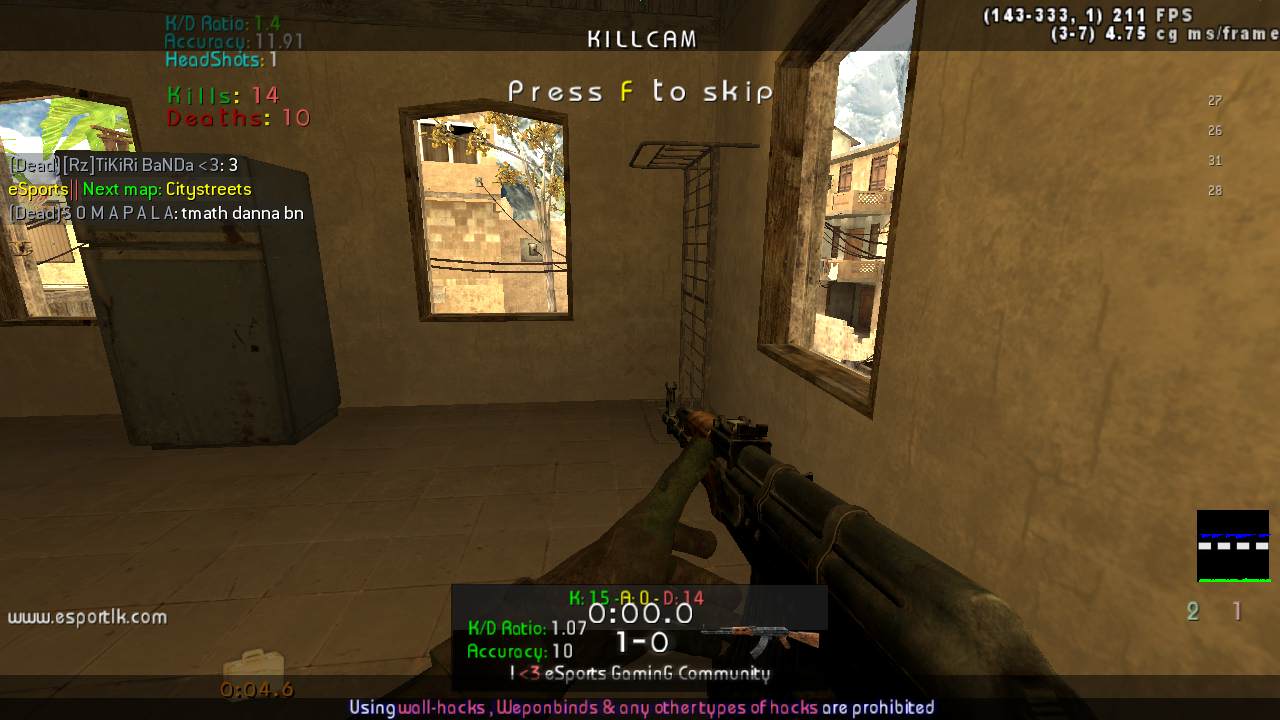 K/D Ratio: 1.4
Accuracy: 11.91
HeadShots: 1
Kills: 14
Deaths: 10
KILLCAM
Press F to skip
(143-333, 1) 211 FPS
(3-7) 4.75 cg ms/frame
27
26
31
28
(Dead)[Rz]TiKiRi BaNDa <3: 3
eSports|| Next map: Citystreets
(Dead)S O M A P A L A: tmath danna bn
www.esportlk.com
0:04.6
K: 15 -A: 0 - D: 14
0:00.0
K/D Ratio: 1.07
1-0
Accuracy: 10
I <3 eSports GaminG Community
2 1
Using wall-hacks , Weponbinds & any other types of hacks are prohibited